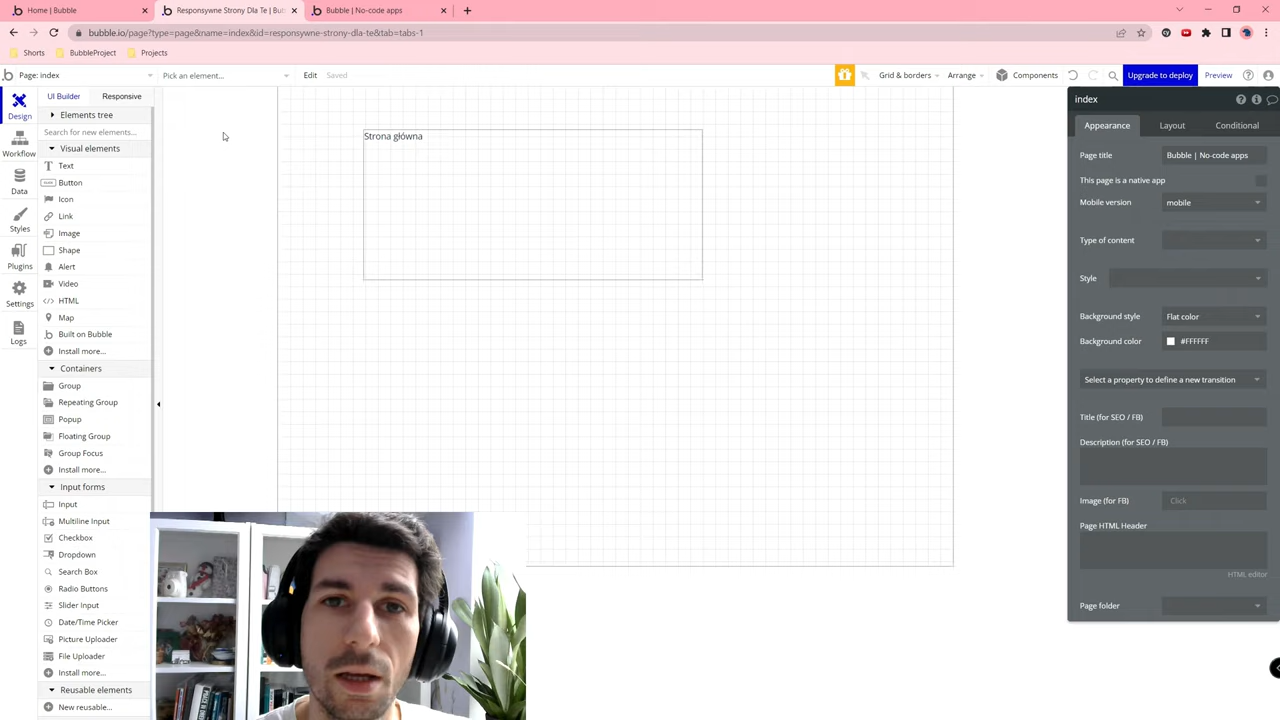 Home | Bubble
Responsywne Strony Dla Te | Bub
Bubble | No-code apps
bubble.io/page?type=page&name=index&id=responsywne-strony-dla-te&tab=tabs-1
Shorts
BubbleProject
Projects
Page: index
Pick an element...
Edit
Saved
Grid & borders
Arrange
Components
Upgrade to deploy
Preview
Design
Workflow
Data
Styles
Plugins
Settings
Logs
UI Builder
Responsive
Elements tree
Search for new elements...
Visual elements
Text
Button
Icon
Link
Image
Shape
Alert
Video
HTML
Map
Built on Bubble
Install more...
Containers
Group
Repeating Group
Popup
Floating Group
Group Focus
Install more...
Input forms
Input
Multiline Input
Checkbox
Dropdown
Search Box
Radio Buttons
Slider Input
Date/Time Picker
Picture Uploader
File Uploader
Install more...
Reusable elements
New reusable...
Strona główna
index
Appearance
Layout
Conditional
Page title
Bubble | No-code apps
This page is a native app
Mobile version
mobile
Type of content
Style
Background style
Flat color
Background color
#FFFFFF
Select a property to define a new transition
Title (for SEO / FB)
Description (for SEO / FB)
Image (for FB)
Click
Page HTML Header
HTML editor
Page folder